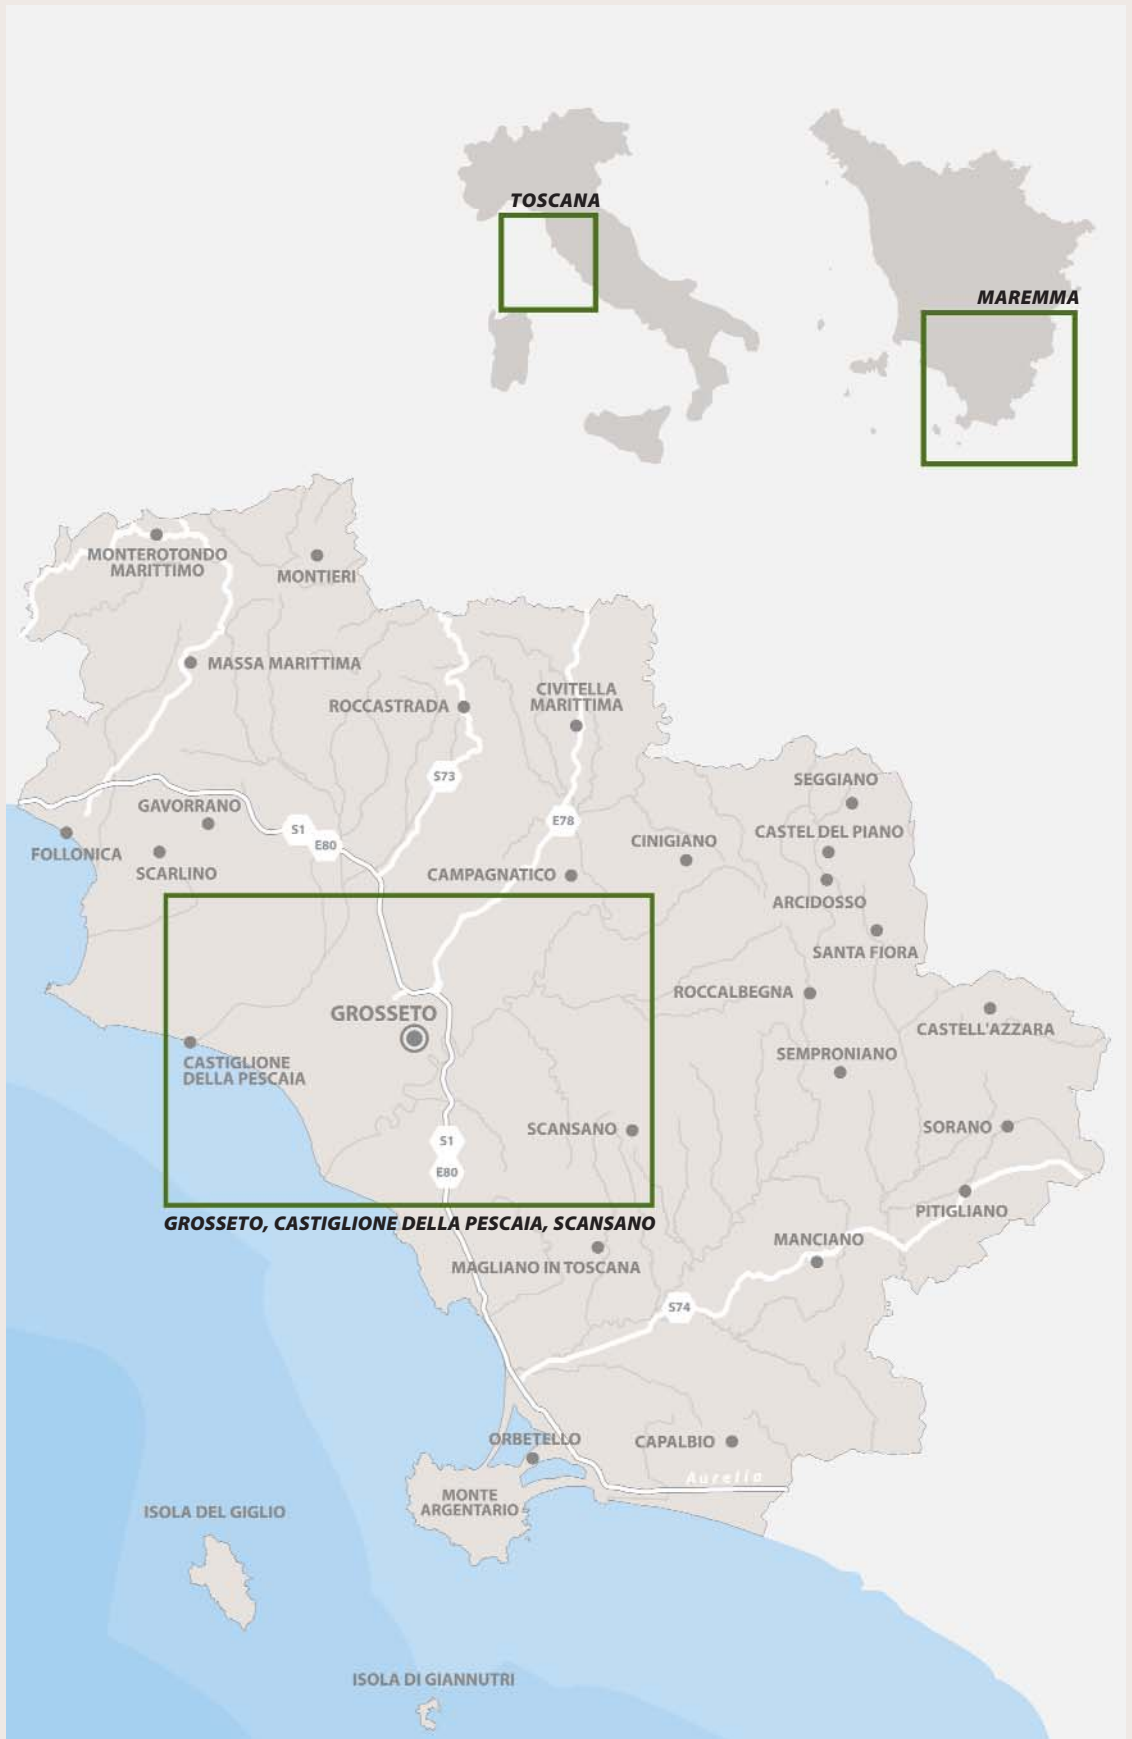 TOSCANA
MAREMMA
MONTEROTONDO
MARITTIMO
MONTIERI
MASSA MARITTIMA
ROCCASTRADA
CIVITELLA
MARITTIMA
S73
SEGGIANO
GAVORRANO
S1
E80
E78
CASTEL DEL PIANO
CINIGIANO
FOLLONICA
SCARLINO
CAMPAGNATICO
ARCIDOSSO
SANTA FIORA
ROCCALBEGNA
GROSSETO
CASTELL'AZZARA
SEMPRONIANO
CASTIGLIONE
DELLA PESCAIA
SCANSANO
SORANO
S1
E80
PITIGLIANO
GROSSETO, CASTIGLIONE DELLA PESCAIA, SCANSANO
MANCIANO
MAGLIANO IN TOSCANA
S74
ORBETELLO
CAPALBIO
Aurelia
MONTE
ARGENTARIO
ISOLA DEL GIGLIO
ISOLA DI GIANNUTRI